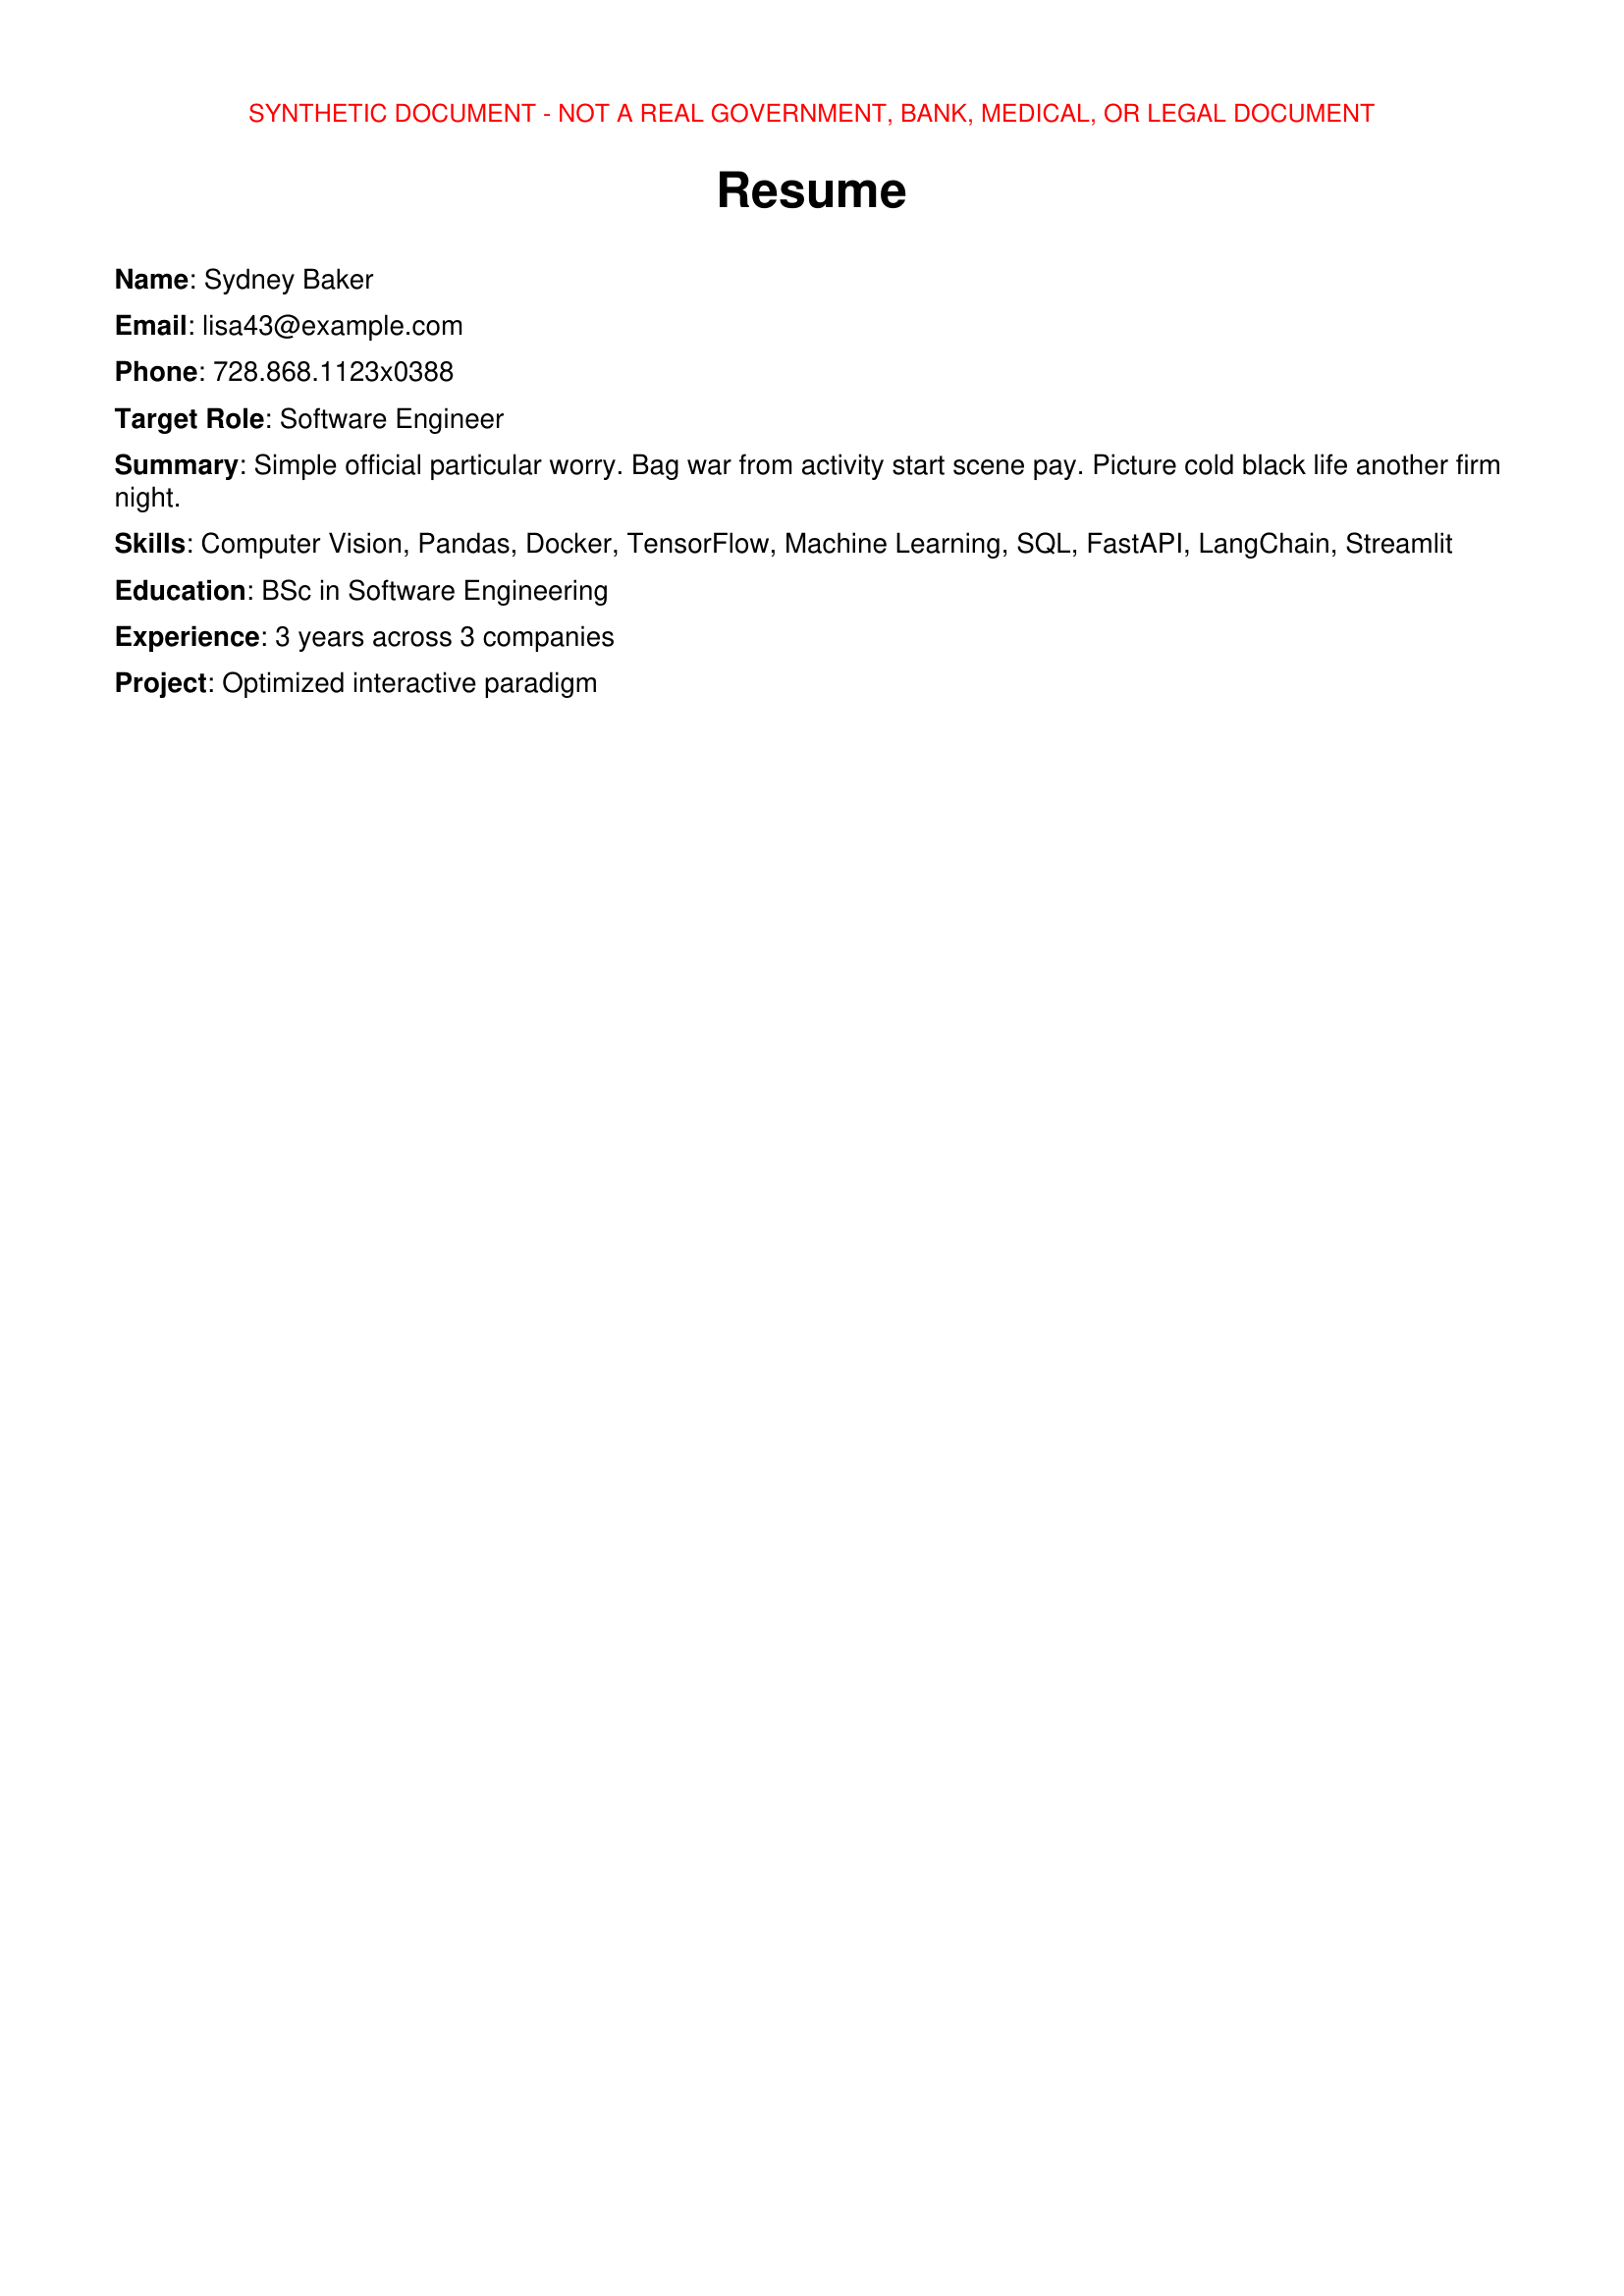 SYNTHETIC DOCUMENT - NOT A REAL GOVERNMENT, BANK, MEDICAL, OR LEGAL DOCUMENT
Resume
Name: Sydney Baker
Email: lisa43@example.com
Phone: 728.868.1123x0388
Target Role: Software Engineer
Summary: Simple official particular worry. Bag war from activity start scene pay. Picture cold black life another firm
night.
Skills: Computer Vision, Pandas, Docker, TensorFlow, Machine Learning, SQL, FastAPI, LangChain, Streamlit
Education: BSc in Software Engineering
Experience: 3 years across 3 companies
Project: Optimized interactive paradigm